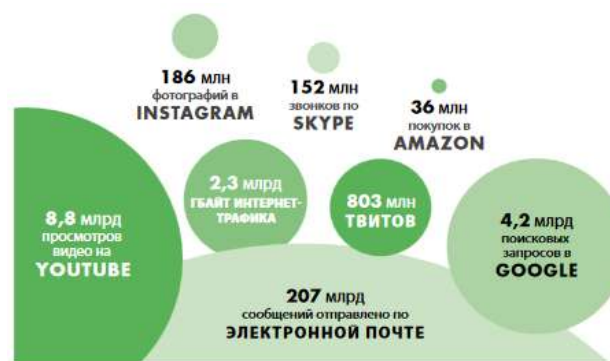 186 МЛН
фотографий в
INSTAGRAM
152 МЛН
звонков по
SKYPE
36 МЛН
покупок в
AMAZON
8,8 МЛРД
просмотров
видео на
YOUTUBE
2,3 МЛРД
ГБАЙТ ИНТЕРНЕТ-
ТРАФИКА
803 МЛН
ТВИТОВ
4,2 МЛРД
поисковых
запросов в
GOOGLE
207 МЛРД
сообщений отправлено по
ЭЛЕКТРОННОЙ ПОЧТЕ